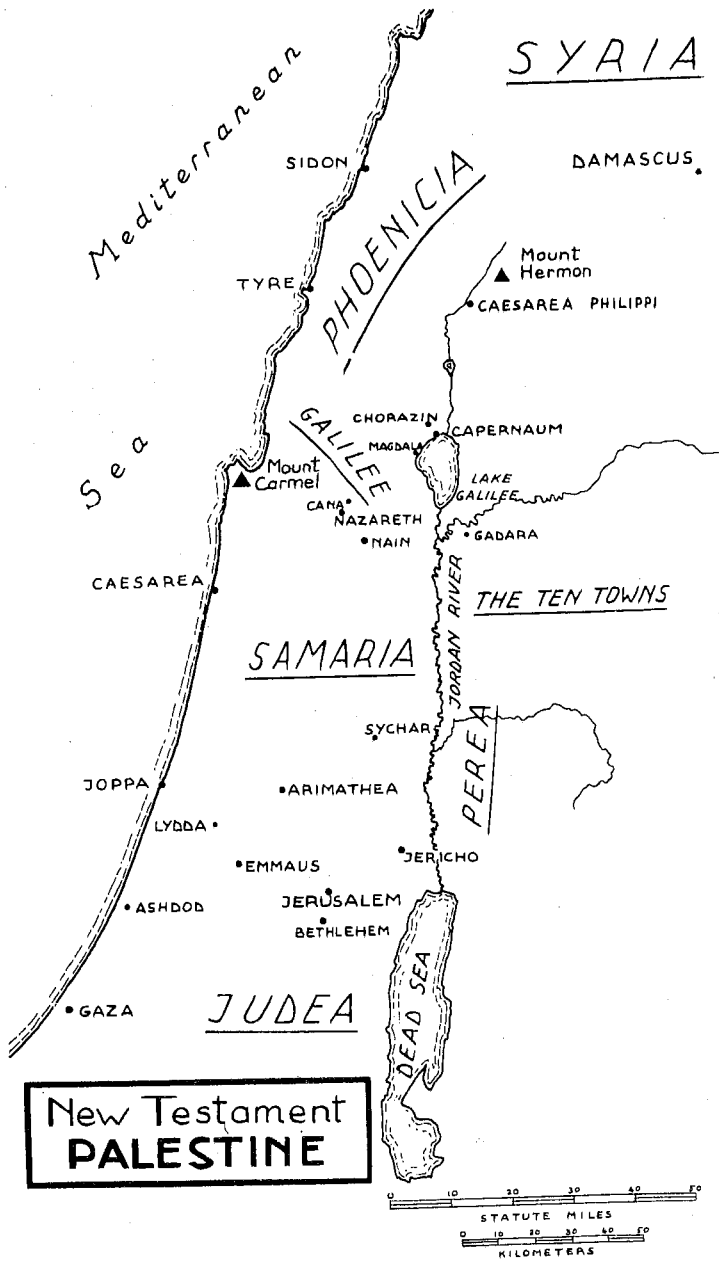 SYRIA
Mediterranean
Sea
SIDON
DAMASCUS
PHOENICIA
TYRE
Mount
Hermon
CAESAREA PHILIPPI
GALILEE
CHORAZIN
CAPERNAUM
MAGDALA
Mount
Carmel
LAKE
GALILEE
CANA
NAZARETH
NAIN
GADARA
CAESAREA
JORDAN RIVER
THE TEN TOWNS
SAMARIA
SYCHAR
PEREA
JOPPA
ARIMATHEA
LYDDA
JERICHO
EMMAUS
JERUSALEM
ASHDOD
BETHLEHEM
DEAD SEA
GAZA
JUDEA
New Testament
PALESTINE
0 10 20 30 40 50
STATUTE MILES
0 10 20 30 40 50
KILOMETERS